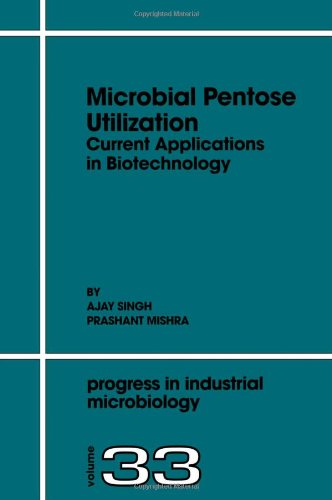 Microbial Pentose
Utilization
Current Applications
in Biotechnology
BY
AJAY SINGH
PRASHANT MISHRA
progress in industrial
microbiology
volume 33